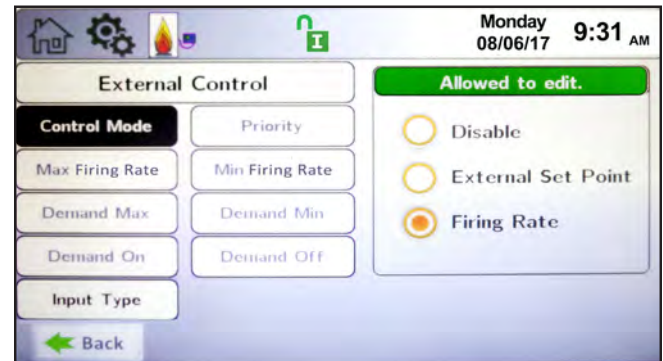 Monday
08/06/17
9:31 AM
I
External Control
Allowed to edit.
Control Mode
Priority
Disable
Max Firing Rate
Min Firing Rate
External Set Point
Demand Max
Demand Min
Firing Rate
Demand On
Demand Off
Input Type
Back